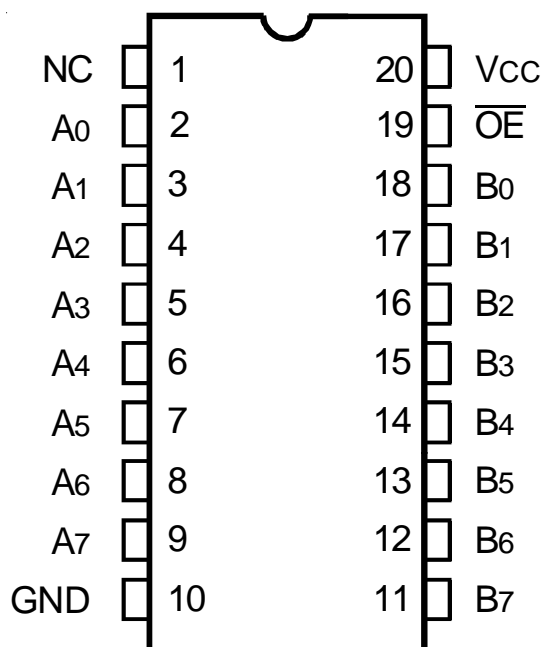 NC 1 20 VCC
A0 2 19 O̅E̅
A1 3 18 B0
A2 4 17 B1
A3 5 16 B2
A4 6 15 B3
A5 7 14 B4
A6 8 13 B5
A7 9 12 B6
GND 10 11 B7